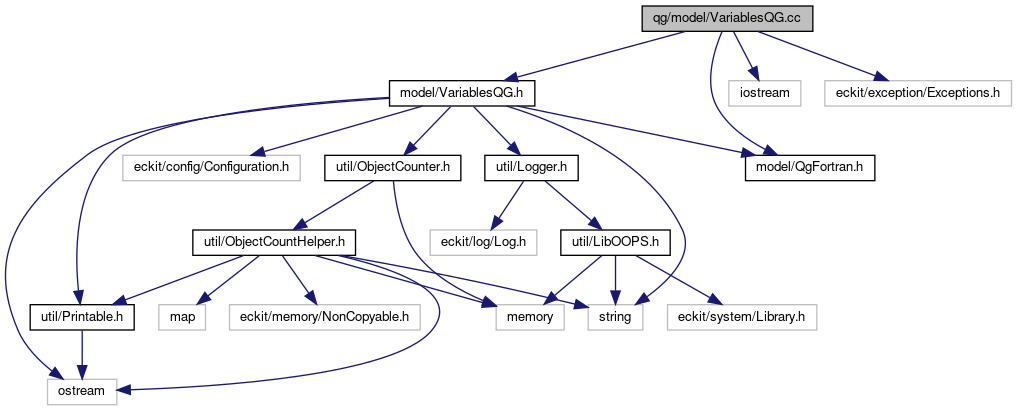 qg/model/VariablesQG.cc
model/VariablesQG.h
iostream
eckit/exception/Exceptions.h
eckit/config/Configuration.h
util/ObjectCounter.h
util/Logger.h
model/QgFortran.h
util/ObjectCountHelper.h
eckit/log/Log.h
util/LibOOPS.h
util/Printable.h
map
eckit/memory/NonCopyable.h
memory
string
eckit/system/Library.h
ostream